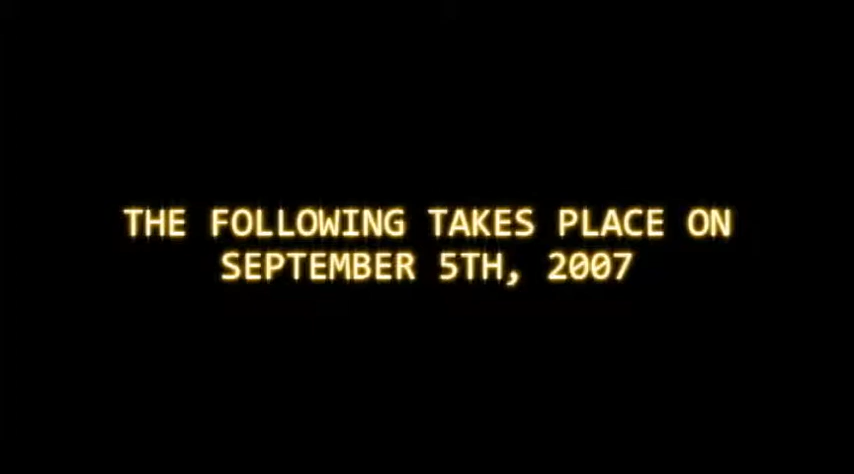 THE FOLLOWING TAKES PLACE ON
SEPTEMBER 5TH, 2007